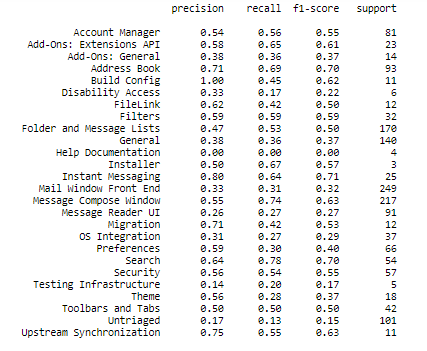 precision recall f1-score support
Account Manager 0.54 0.56 0.55 81
Add-Ons: Extensions API 0.58 0.65 0.61 23
Add-Ons: General 0.38 0.36 0.37 14
Address Book 0.71 0.69 0.70 93
Build Config 1.00 0.45 0.62 11
Disability Access 0.33 0.17 0.22 6
FileLink 0.62 0.42 0.50 12
Filters 0.59 0.59 0.59 32
Folder and Message Lists 0.47 0.53 0.50 170
General 0.38 0.36 0.37 140
Help Documentation 0.00 0.00 0.00 4
Installer 0.50 0.67 0.57 3
Instant Messaging 0.80 0.64 0.71 25
Mail Window Front End 0.33 0.31 0.32 249
Message Compose Window 0.55 0.74 0.63 217
Message Reader UI 0.26 0.27 0.27 91
Migration 0.71 0.42 0.53 12
OS Integration 0.31 0.27 0.29 37
Preferences 0.59 0.30 0.40 66
Search 0.64 0.78 0.70 54
Security 0.56 0.54 0.55 57
Testing Infrastructure 0.14 0.20 0.17 5
Theme 0.56 0.28 0.37 18
Toolbars and Tabs 0.50 0.50 0.50 42
Untriaged 0.17 0.13 0.15 101
Upstream Synchronization 0.75 0.55 0.63 11